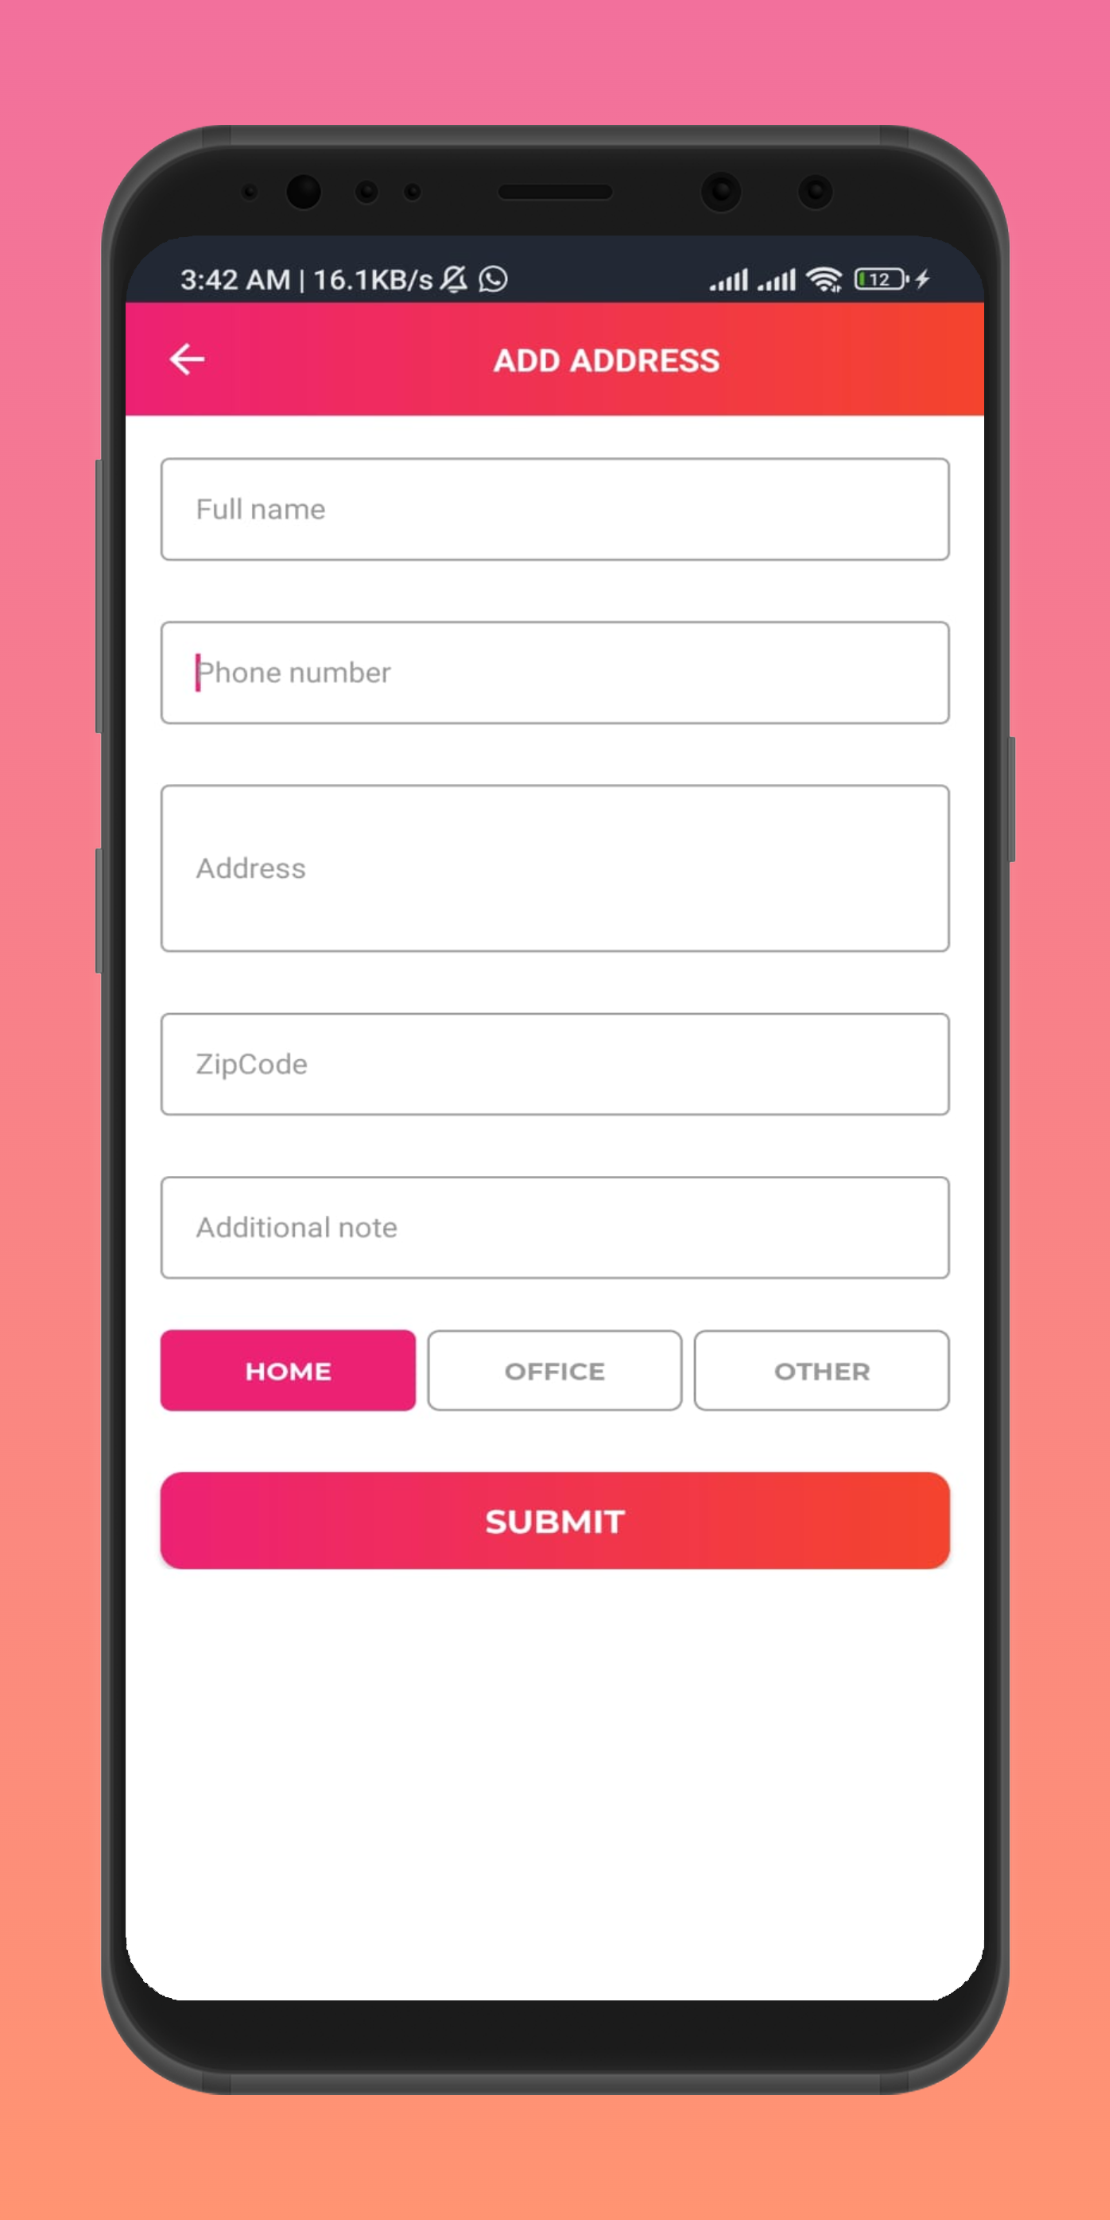 3:42 AM | 16.1KB/s 12
ADD ADDRESS
Full name
Phone number
Address
ZipCode
Additional note
HOME OFFICE OTHER
SUBMIT